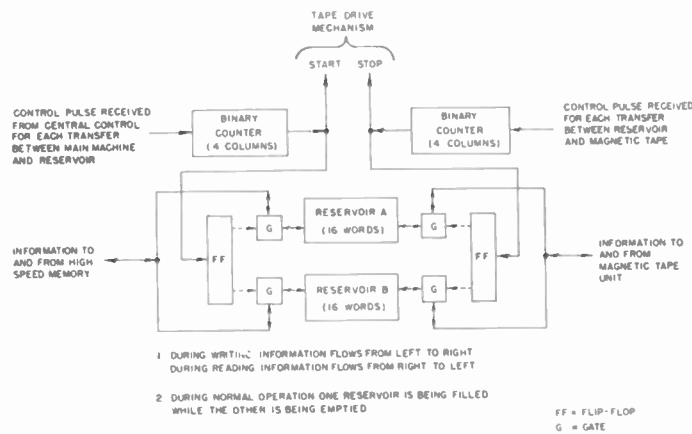 TAPE DRIVE
MECHANISM
START STOP
CONTROL PULSE RECEIVED
FROM CENTRAL CONTROL
FOR EACH TRANSFER
BETWEEN MAIN MACHINE
AND RESERVOIR
BINARY
COUNTER
(4 COLUMNS)
BINARY
COUNTER
(4 COLUMNS)
CONTROL PULSE RECEIVED
FOR EACH TRANSFER
BETWEEN RESERVOIR
AND MAGNETIC TAPE
INFORMATION TO
AND FROM HIGH
SPEED MEMORY
FF
G
RESERVOIR A
(16 WORDS)
G
FF
G
RESERVOIR B
(16 WORDS)
G
INFORMATION TO
AND FROM
MAGNETIC TAPE
UNIT
1 DURING WRITING INFORMATION FLOWS FROM LEFT TO RIGHT
DURING READING INFORMATION FLOWS FROM RIGHT TO LEFT
2 DURING NORMAL OPERATION ONE RESERVOIR IS BEING FILLED
WHILE THE OTHER IS BEING EMPTIED
FF = FLIP-FLOP
G = GATE